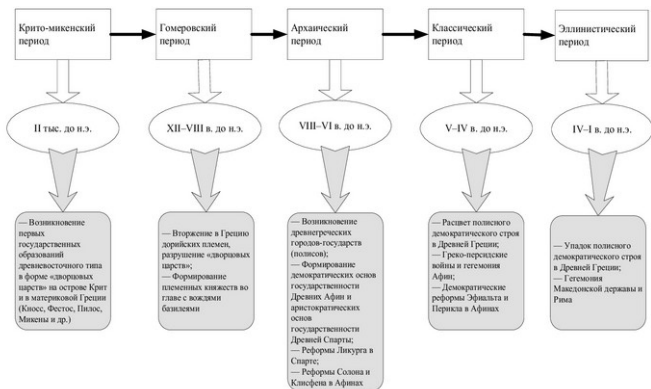 Крито-микенский
период
Гомеровский
период
Архаический
период
Классический
период
Эллинистический
период
II тыс. до н.э.
XII–VIII в. до н.э.
VIII–VI в. до н.э.
V–IV в. до н.э.
IV–I в. до н.э.
— Возникновение
первых
государственных
образований
древневосточного типа
в форме «дворцовых
царств» на острове Крит
и в материковой Греции
(Кносс, Фестос, Пилос,
Микены и др.)
— Вторжение в Грецию
дорийских племен,
разрушение «дворцовых
царств»;
— Формирование
племенных княжеств во
главе с вождями
базилеями
— Возникновение
древнегреческих
городов-государств
(полисов);
— Формирование
демократических основ
государственности
Древних Афин и
аристократических
основ
государственности
Древней Спарты;
— Реформы Ликурга в
Спарте;
— Реформы Солона и
Клисфена в Афинах
— Расцвет полисного
демократического строя
в Древней Греции;
— Греко-персидские
войны и гегемония
Афин;
— Демократические
реформы Эфиальта и
Перикла в Афинах
— Упадок полисного
демократического строя
в Древней Греции;
— Гегемония
Македонской державы и
Рима